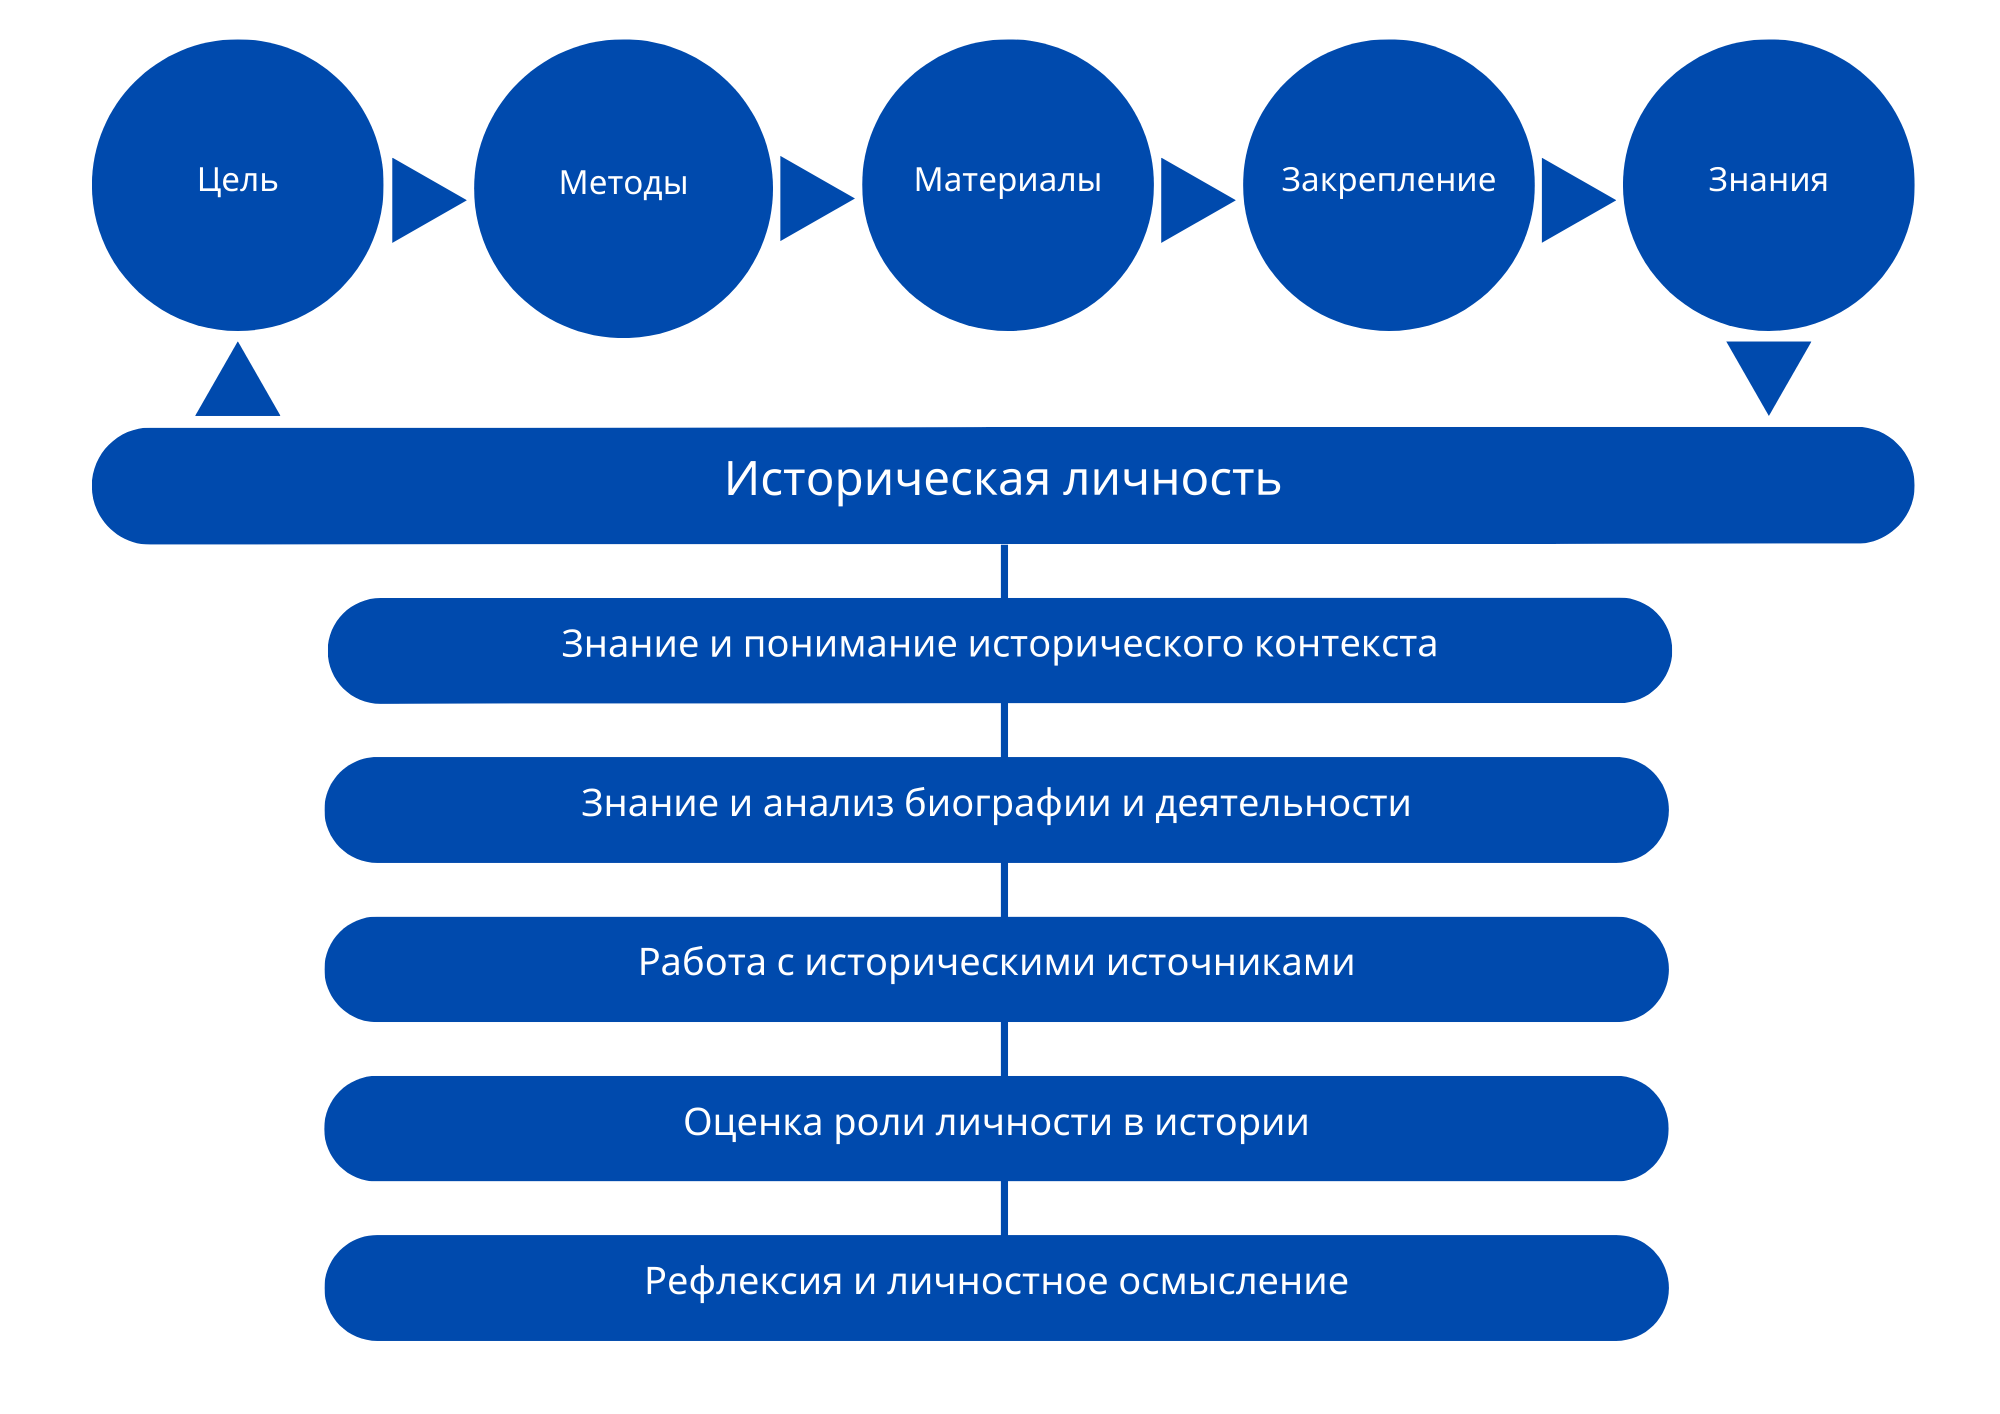 Цель
Методы
Материалы
Закрепление
Знания
Историческая личность
Знание и понимание исторического контекста
Знание и анализ биографии и деятельности
Работа с историческими источниками
Оценка роли личности в истории
Рефлексия и личностное осмысление